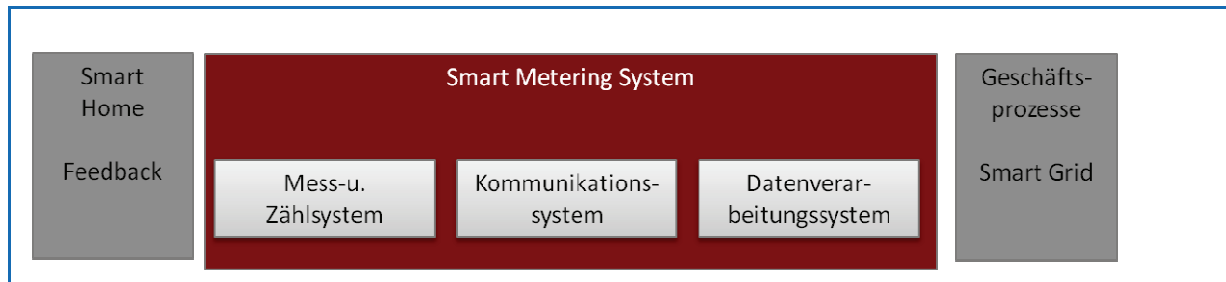 Smart
Home
Feedback
Smart Metering System
Mess-u.
Zählsystem
Kommunikations-
system
Datenverar-
beitungssystem
Geschäfts-
prozesse
Smart Grid